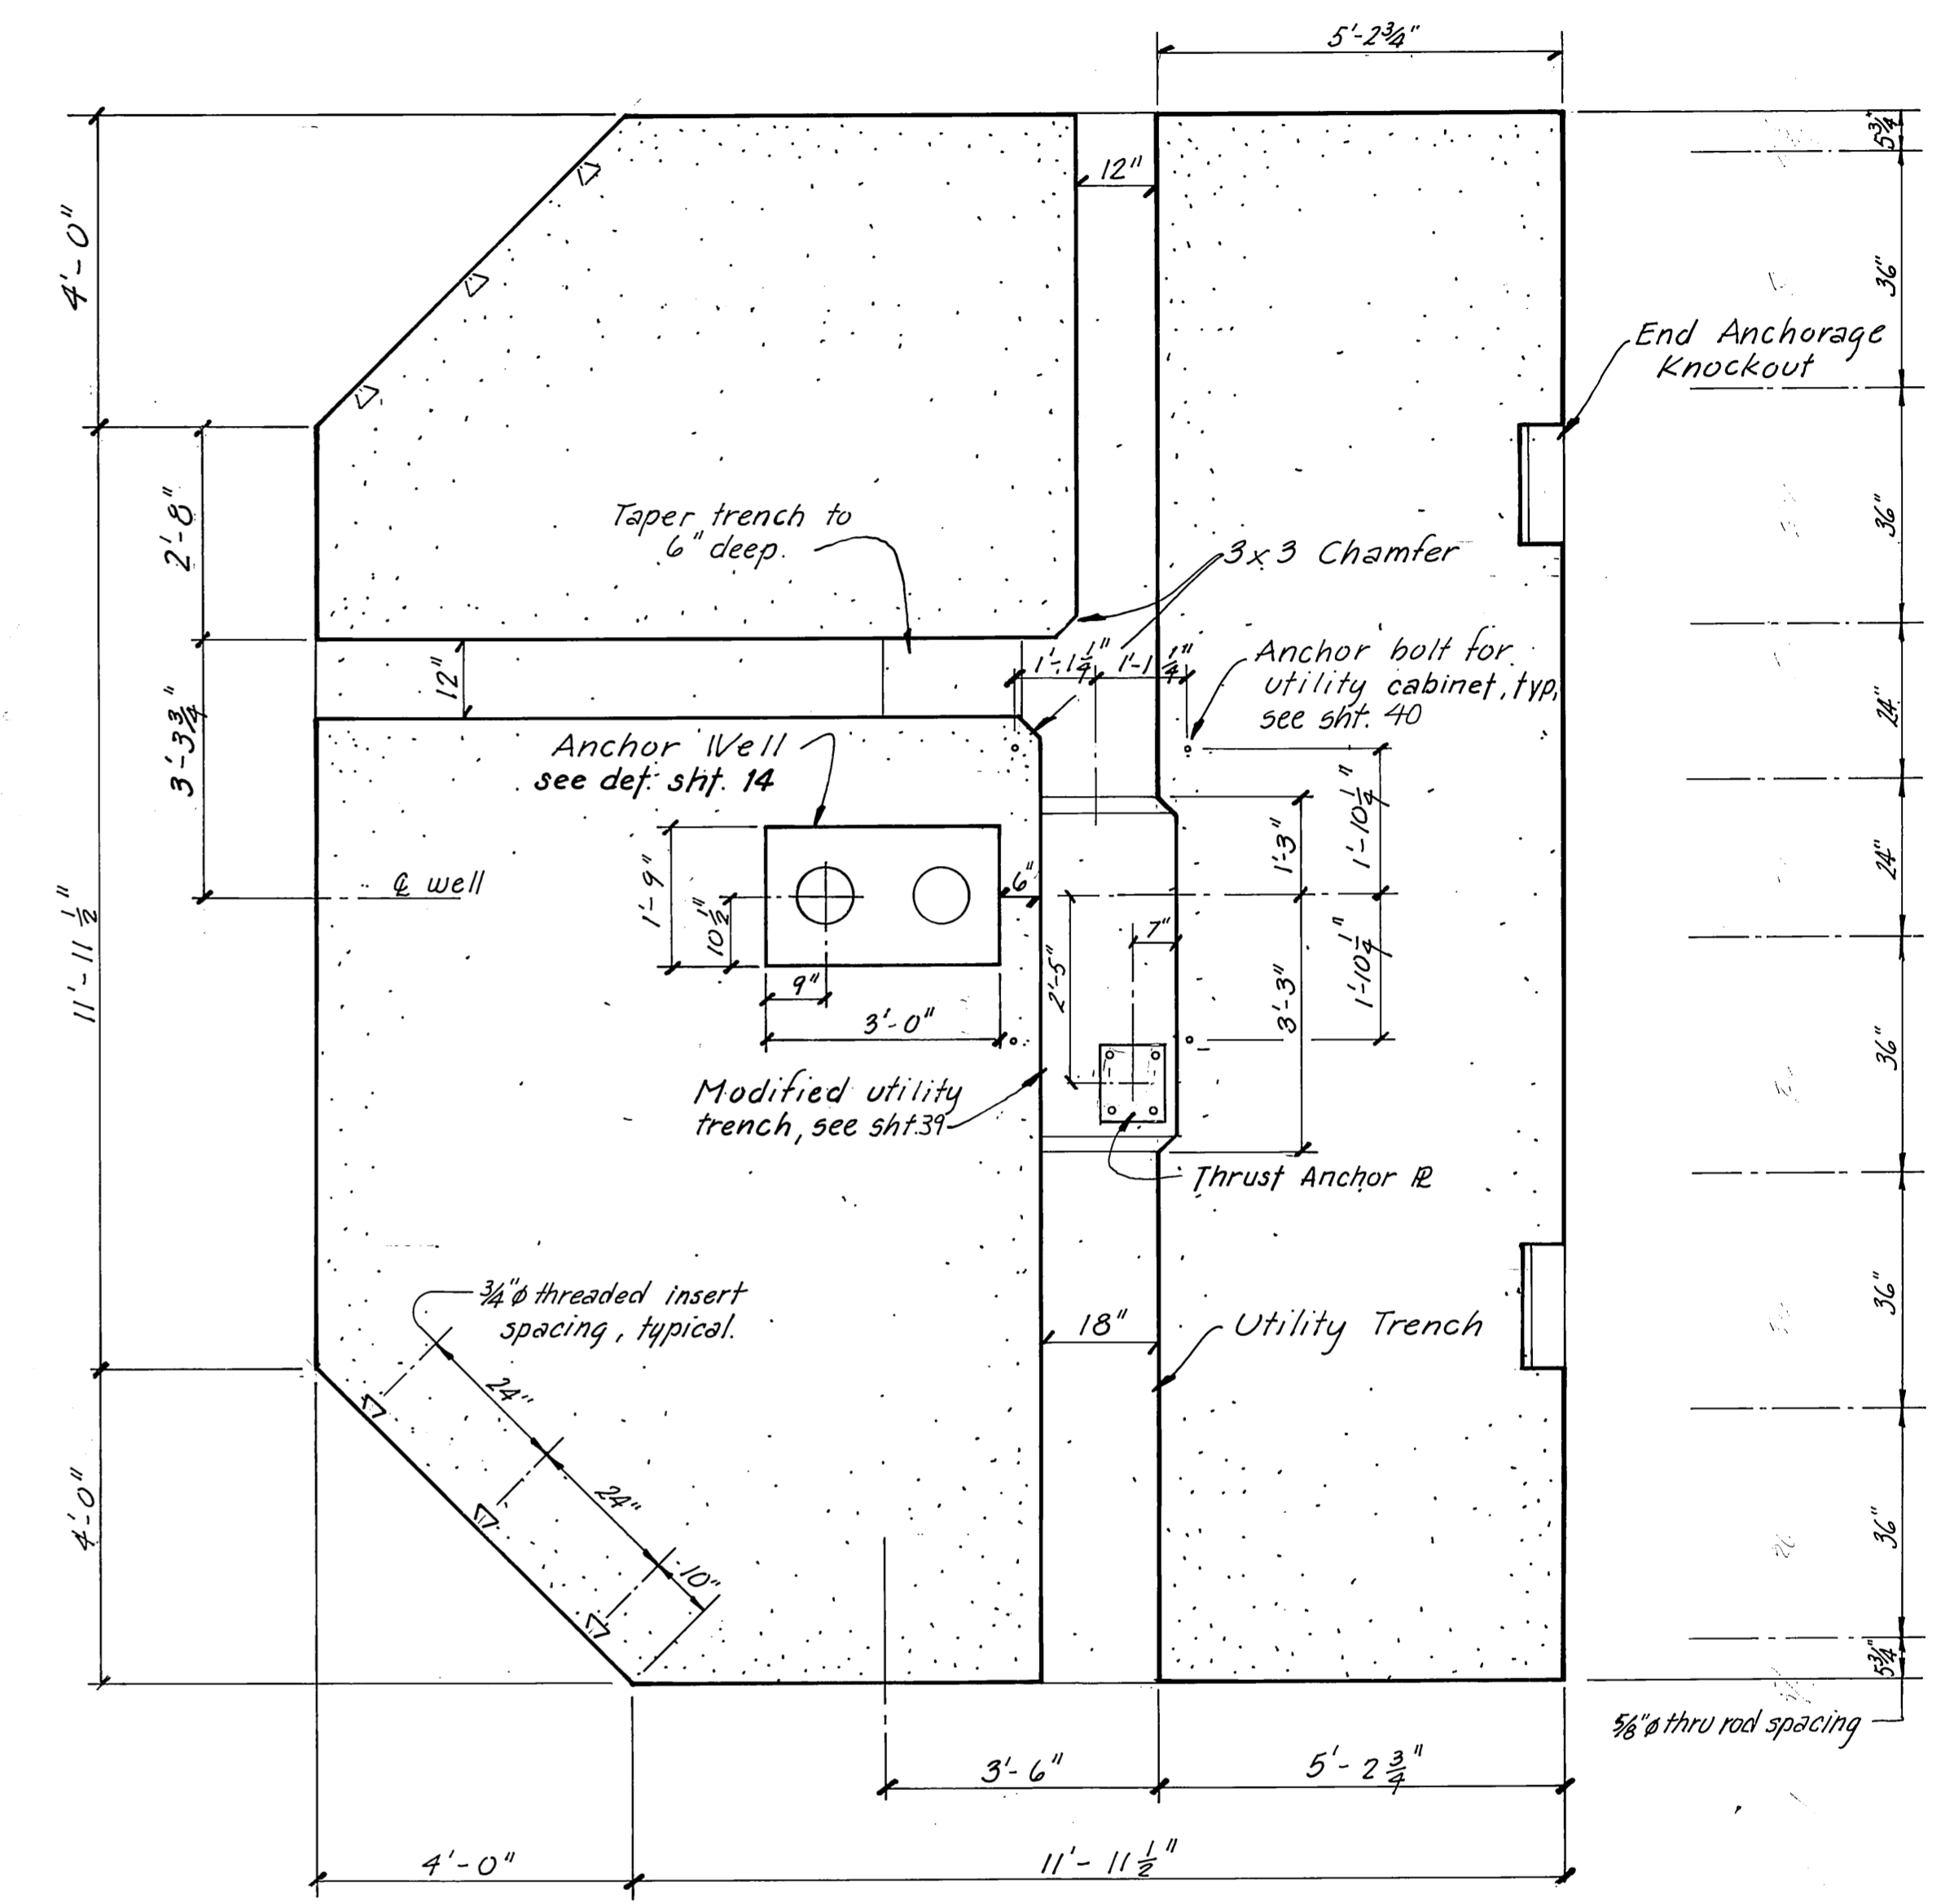 5'-2¾"
5¾"
12"
4'-0"
36"
End Anchorage
Knockout
36"
2'-8"
Taper trench to
6" deep.
3x3 Chamfer
1'-1¼"
1'-1¼"
Anchor bolt for
utility cabinet, typ,
see sht. 40
12"
24"
3'-3¾"
Anchor Well
see det. sht. 14
1'-10¼"
1'-3"
24"
℄ well
1'-9"
10½"
6"
7"
11'-11½"
2'-5"
1'-10¼"
9"
3'-3"
3'-0"
36"
Modified utility
trench, see sht.39
Thrust Anchor ℞
36"
¾"ø threaded insert
spacing, typical.
18"
Utility Trench
24"
24"
4'-0"
36"
10"
5¾"
5/8"ø thru rod spacing
3'-6"
5'-2¾"
4'-0"
11'-11½"